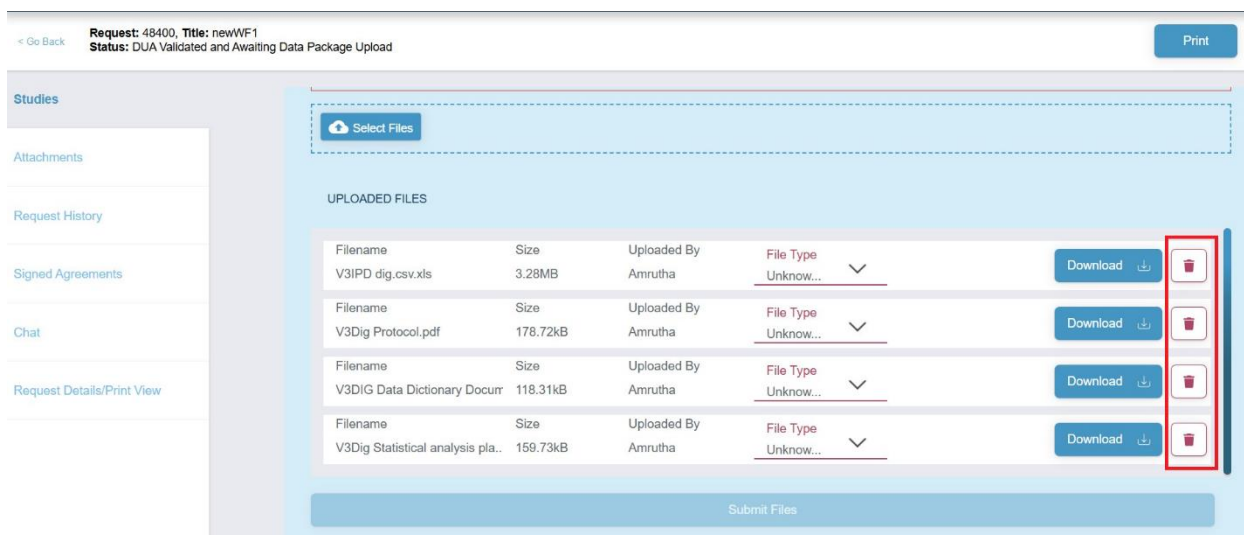 < Go Back
Request: 48400, Title: newWF1
Status: DUA Validated and Awaiting Data Package Upload
Print
Studies
Attachments
Request History
Signed Agreements
Chat
Request Details/Print View
Select Files
UPLOADED FILES
Filename Size Uploaded By File Type
V3IPD dig.csv.xls 3.28MB Amrutha Unknow... Download
Filename Size Uploaded By File Type
V3Dig Protocol.pdf 178.72kB Amrutha Unknow... Download
Filename Size Uploaded By File Type
V3DIG Data Dictionary Docum 118.31kB Amrutha Unknow... Download
Filename Size Uploaded By File Type
V3Dig Statistical analysis pla.. 159.73kB Amrutha Unknow... Download
Submit Files